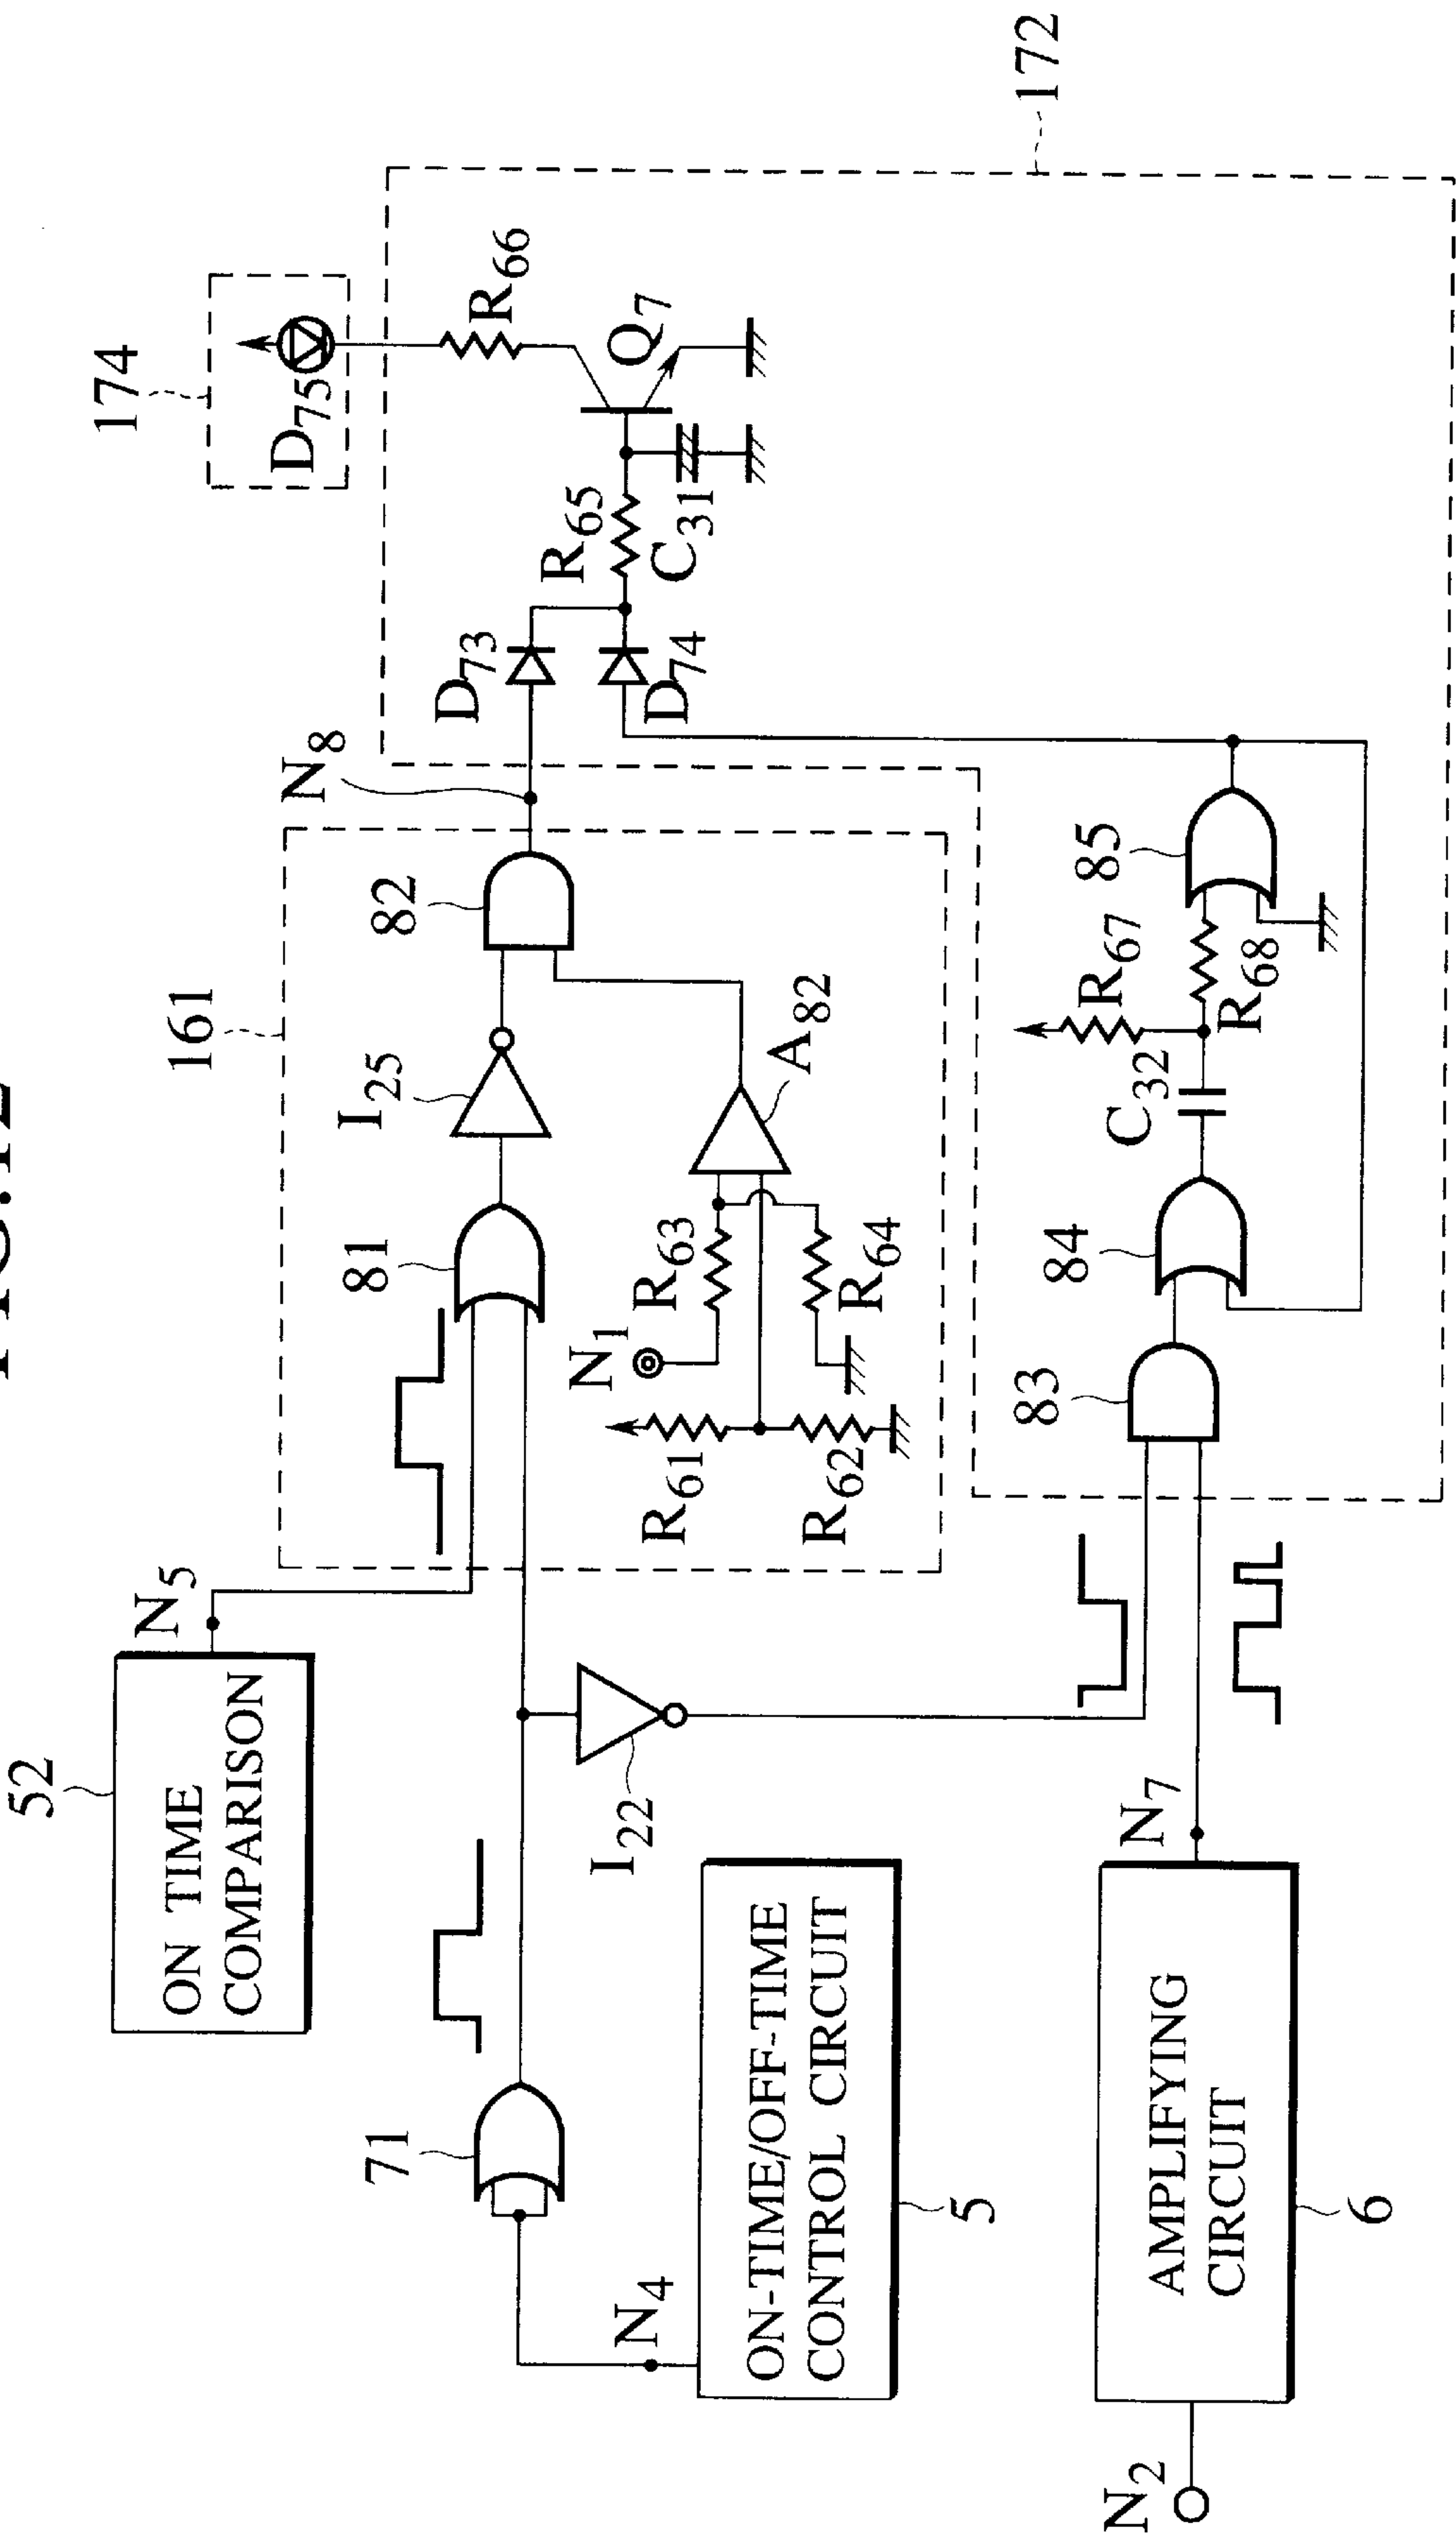 174
D75
R66
Q7
172
R65
C31
D73
D74
N8
161
82
I25
81
A82
R63
R64
N1
R61
R62
85
R67
R68
C32
84
83
N5
52
ON TIME
COMPARISON
I22
71
N4
ON-TIME/OFF-TIME
CONTROL CIRCUIT
5
N7
AMPLIFYING
CIRCUIT
6
N2